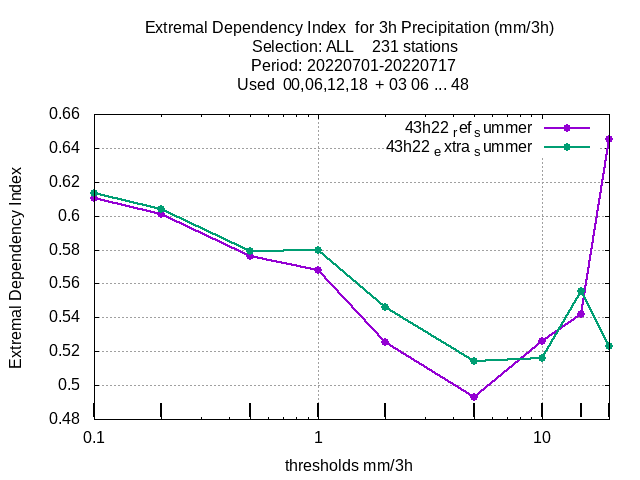 Extremal Dependency Index  for 3h Precipitation (mm/3h)
Selection: ALL    231 stations
Period: 20220701-20220717
Used  00,06,12,18  + 03 06 ... 48
43h22 ref summer
43h22 extra summer
Extremal Dependency Index
0.66
0.64
0.62
0.6
0.58
0.56
0.54
0.52
0.5
0.48
0.1 1 10
thresholds mm/3h